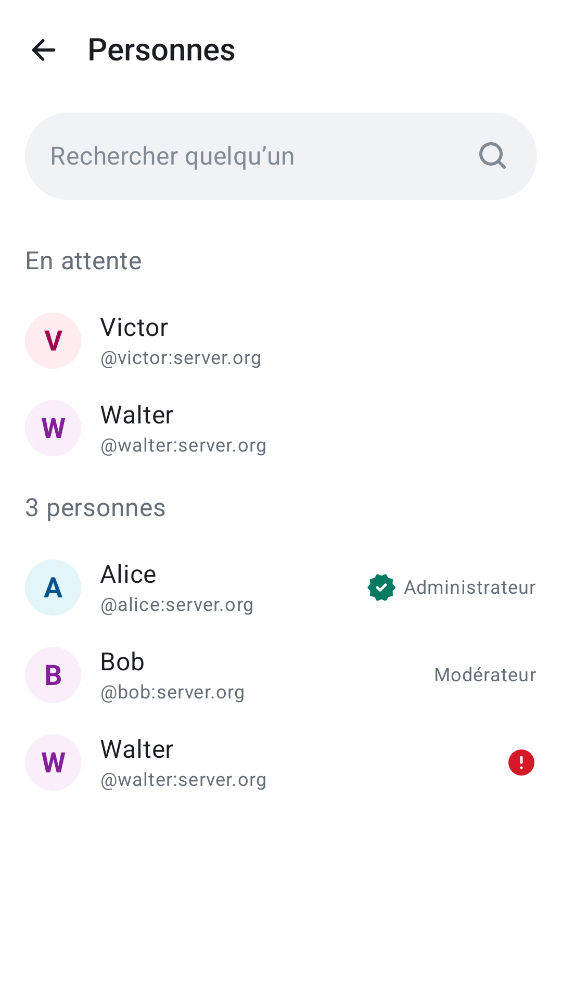 Personnes
Rechercher quelqu’un
En attente
V
Victor
@victor:server.org
W
Walter
@walter:server.org
3 personnes
A
Alice
@alice:server.org
Administrateur
B
Bob
@bob:server.org
Modérateur
W
Walter
@walter:server.org